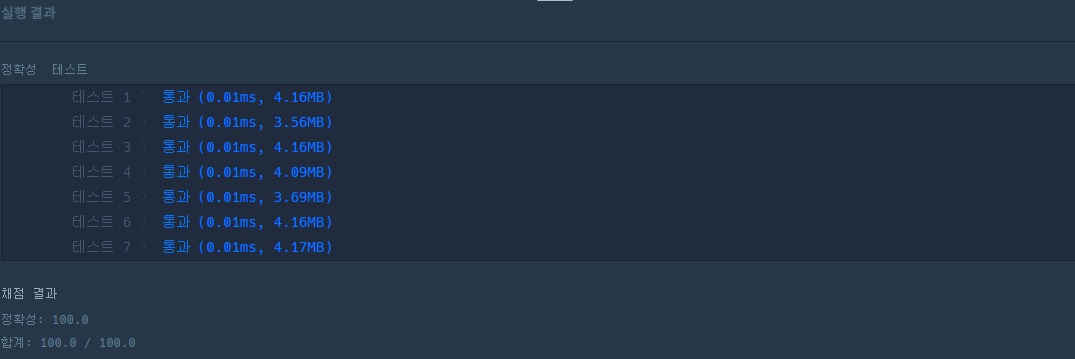 실행 결과
정확성 테스트
테스트 1 〉 통과 (0.01ms, 4.16MB)
테스트 2 〉 통과 (0.01ms, 3.56MB)
테스트 3 〉 통과 (0.01ms, 4.16MB)
테스트 4 〉 통과 (0.01ms, 4.09MB)
테스트 5 〉 통과 (0.01ms, 3.69MB)
테스트 6 〉 통과 (0.01ms, 4.16MB)
테스트 7 〉 통과 (0.01ms, 4.17MB)
채점 결과
정확성: 100.0
합계: 100.0 / 100.0